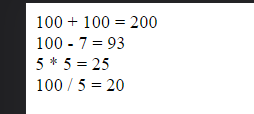 100 + 100 = 200
100 - 7 = 93
5 * 5 = 25
100 / 5 = 20